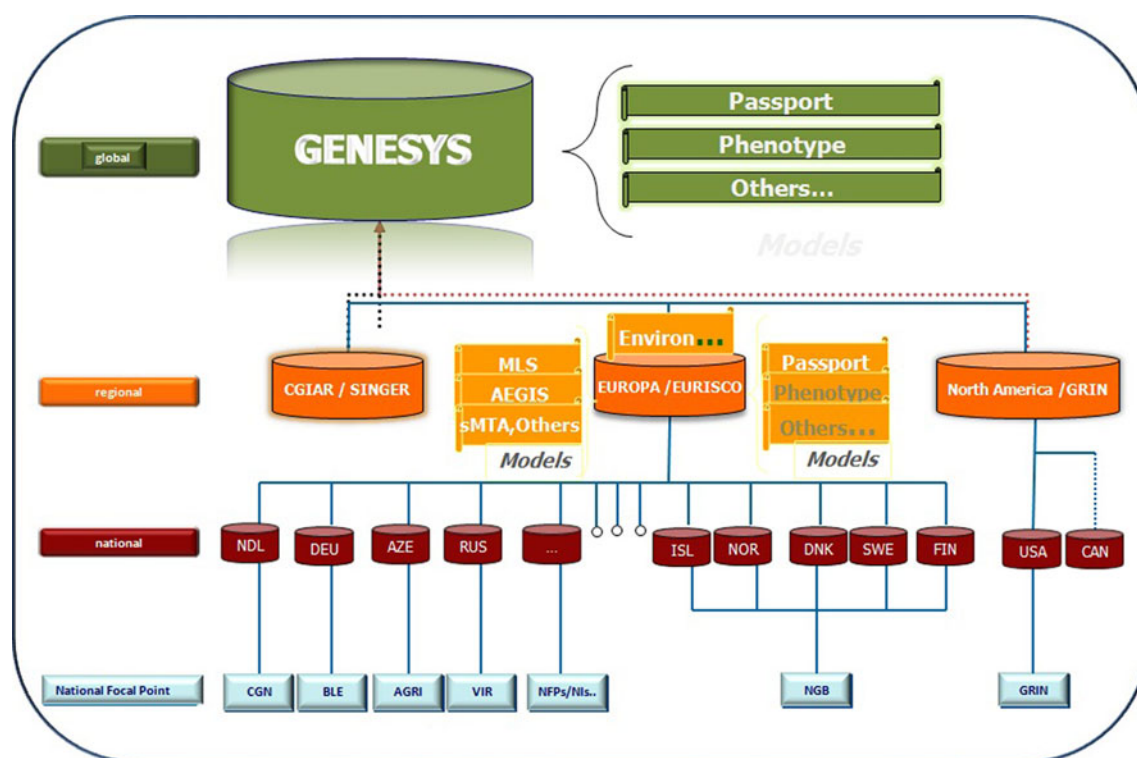 GENESYS
Passport
Phenotype
Others...
global
Models
Environ...
MLS
AEGIS
sMTA,Others
Models
Passport
Phenotype
Others...
Models
regional
CGIAR / SINGER
EUROPA /EURISCO
North America /GRIN
national
NDL
DEU
AZE
RUS
...
ISL
NOR
DNK
SWE
FIN
USA
CAN
National Focal Point
CGN
BLE
AGRI
VIR
NFPs/NIs..
NGB
GRIN